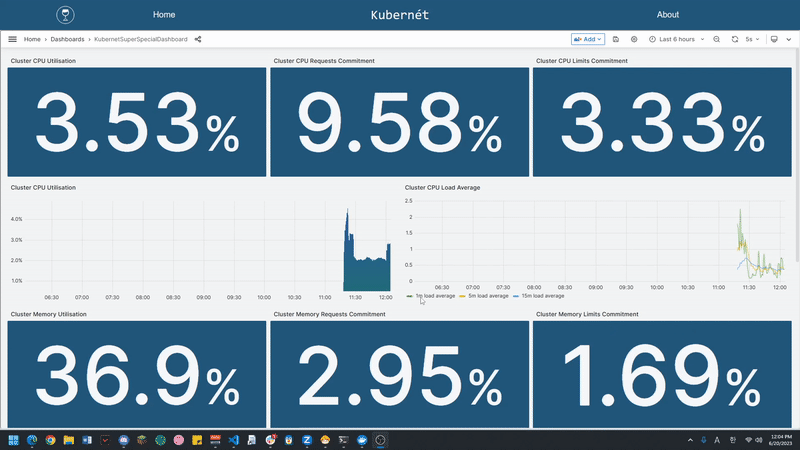 Home
Kubernét
About
Home > Dashboards > KubernetSuperSpecialDashboard
Add
Last 6 hours
5s
Cluster CPU Utilisation
Cluster CPU Requests Commitment
Cluster CPU Limits Commitment
3.53%
9.58%
3.33%
Cluster CPU Utilisation
4.0%
3.0%
2.0%
1.0%
06:30 07:00 07:30 08:00 08:30 09:00 09:30 10:00 10:30 11:00 11:30 12:00
Cluster CPU Load Average
2.5
2
1.5
1
0.5
0
06:30 07:00 07:30 08:00 08:30 09:00 09:30 10:00 10:30 11:00 11:30 12:00
1m load average 5m load average 15m load average
Cluster Memory Utilisation
Cluster Memory Requests Commitment
Cluster Memory Limits Commitment
36.9%
2.95%
1.69%
12:04 PM
6/20/2023